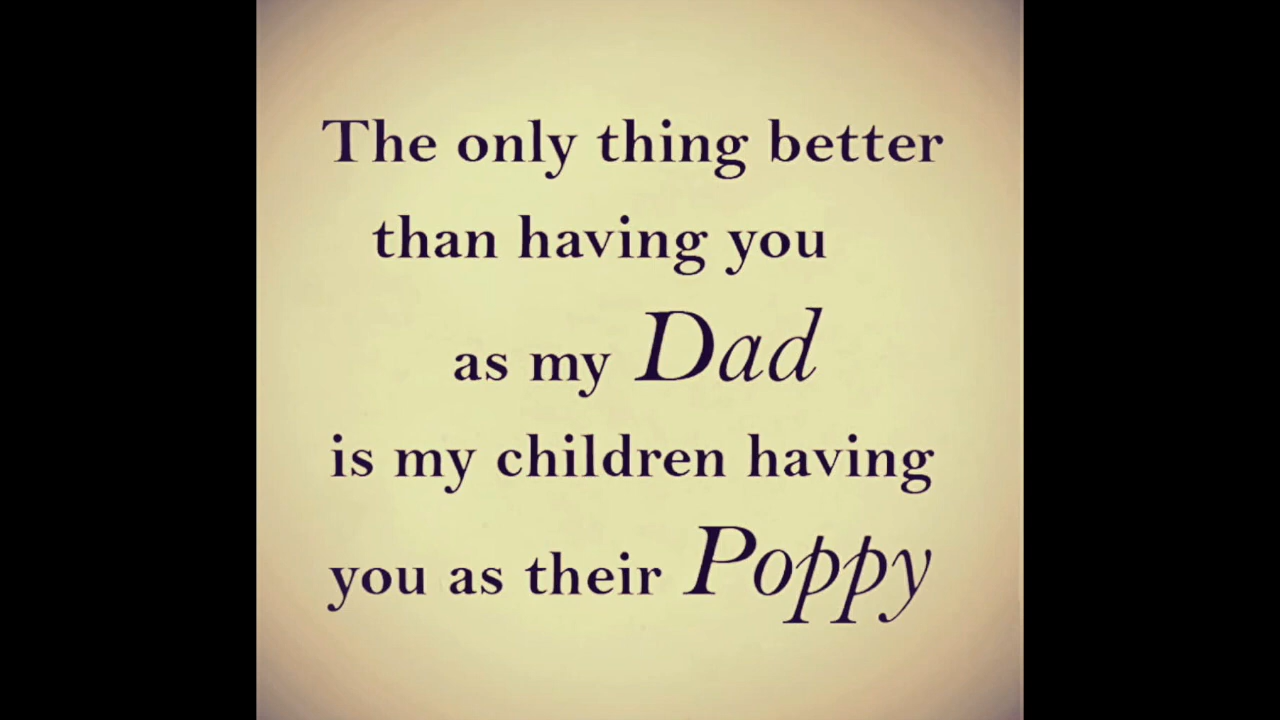 The only thing better
than having you
as my Dad
is my children having
you as their Poppy